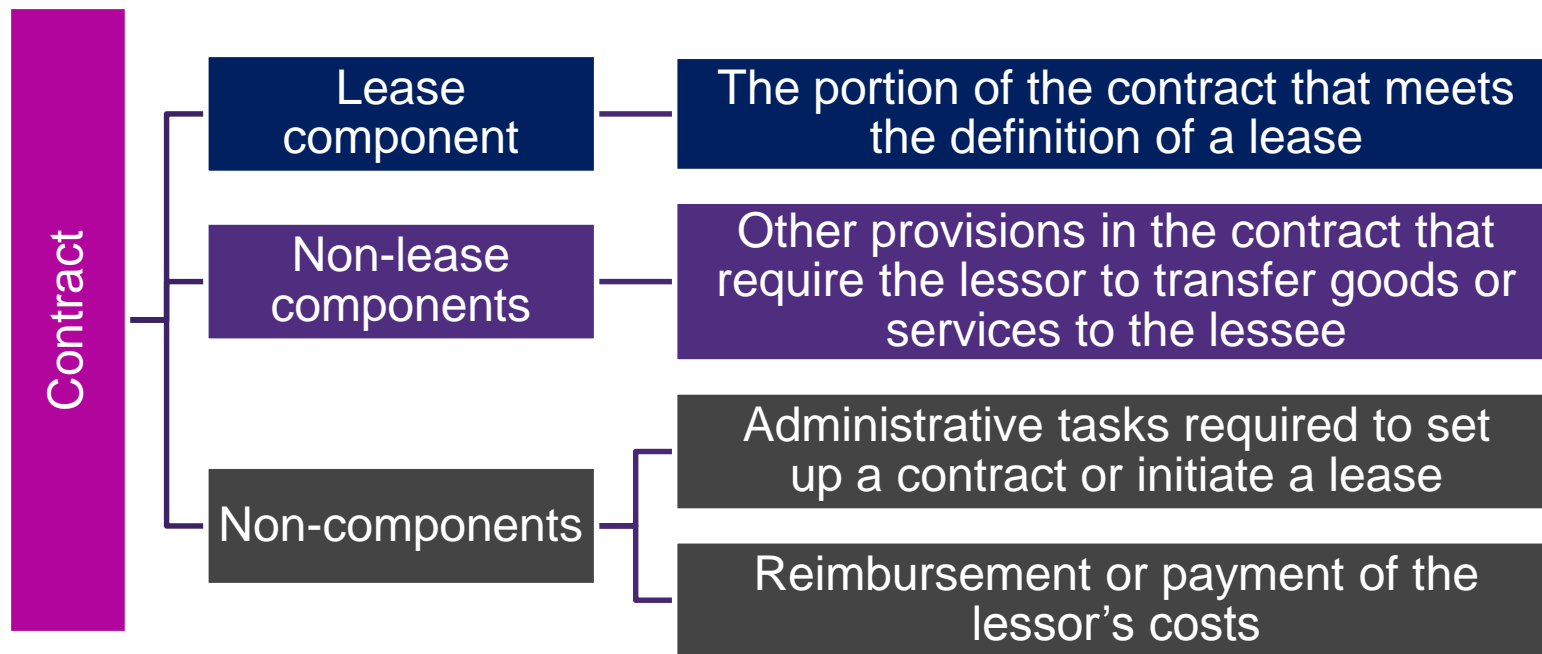 Contract
Lease
component
The portion of the contract that meets
the definition of a lease
Non-lease
components
Other provisions in the contract that
require the lessor to transfer goods or
services to the lessee
Non-components
Administrative tasks required to set
up a contract or initiate a lease
Reimbursement or payment of the
lessor’s costs